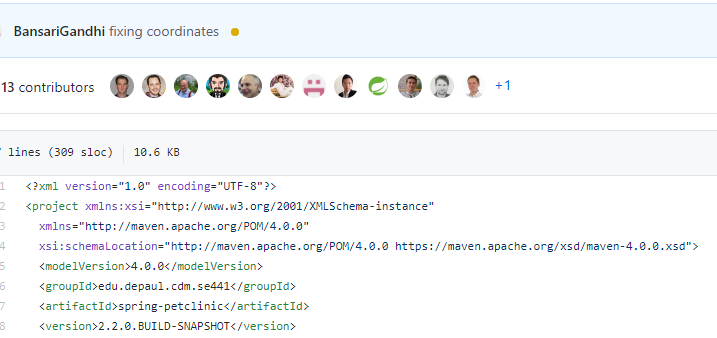 BansariGandhi fixing coordinates
13 contributors +1
lines (309 sloc) 10.6 KB
1 <?xml version="1.0" encoding="UTF-8"?>
2 <project xmlns:xsi="http://www.w3.org/2001/XMLSchema-instance"
3 xmlns="http://maven.apache.org/POM/4.0.0"
4 xsi:schemaLocation="http://maven.apache.org/POM/4.0.0 https://maven.apache.org/xsd/maven-4.0.0.xsd">
5 <modelVersion>4.0.0</modelVersion>
6 <groupId>edu.depaul.cdm.se441</groupId>
7 <artifactId>spring-petclinic</artifactId>
8 <version>2.2.0.BUILD-SNAPSHOT</version>